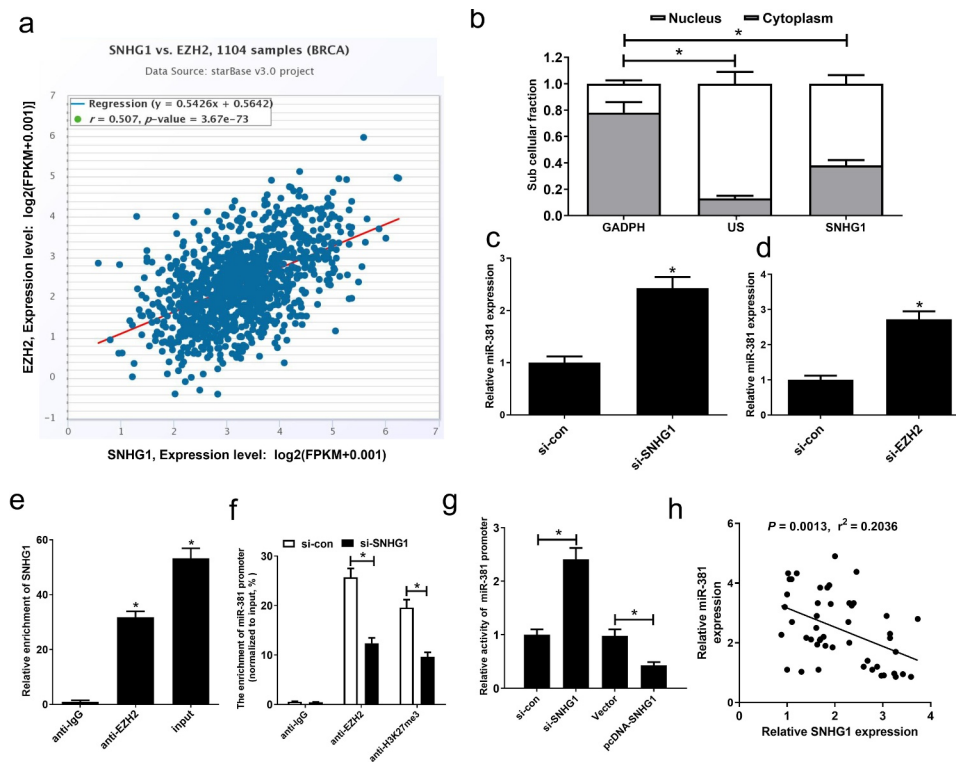 a
SNHG1 vs. EZH2, 1104 samples (BRCA)
Data Source: starBase v3.0 project
Regression (y = 0.5426x + 0.5642)
r = 0.507, p-value = 3.67e-73
EZH2, Expression level: log2(FPKM+0.001)]
7
6
5
4
3
2
1
0
-1
0 1 2 3 4 5 6 7
SNHG1, Expression level: log2(FPKM+0.001)
b
Nucleus Cytoplasm
*
*
Sub cellular fraction
1.2
1.0
0.8
0.6
0.4
0.2
0.0
GADPH US SNHG1
c
Relative miR-381 expression
3
2
1
0
*
si-con si-SNHG1
d
Relative miR-381 expression
4
3
2
1
0
*
si-con si-EZH2
e
Relative enrichment of SNHG1
60
40
20
0
* *
anti-IgG anti-EZH2 input
f
si-con si-SNHG1
The enrichment of miR-381 promoter
(normalized to input, %)
30
20
10
0
* *
anti-IgG anti-EZH2 anti-H3K27me3
g
Relative activity of miR-381 promoter
3
2
1
0
* *
si-con si-SNHG1 Vector pcDNA-SNHG1
h
P = 0.0013, r² = 0.2036
Relative miR-381
expression
6
4
2
0
0 1 2 3 4
Relative SNHG1 expression